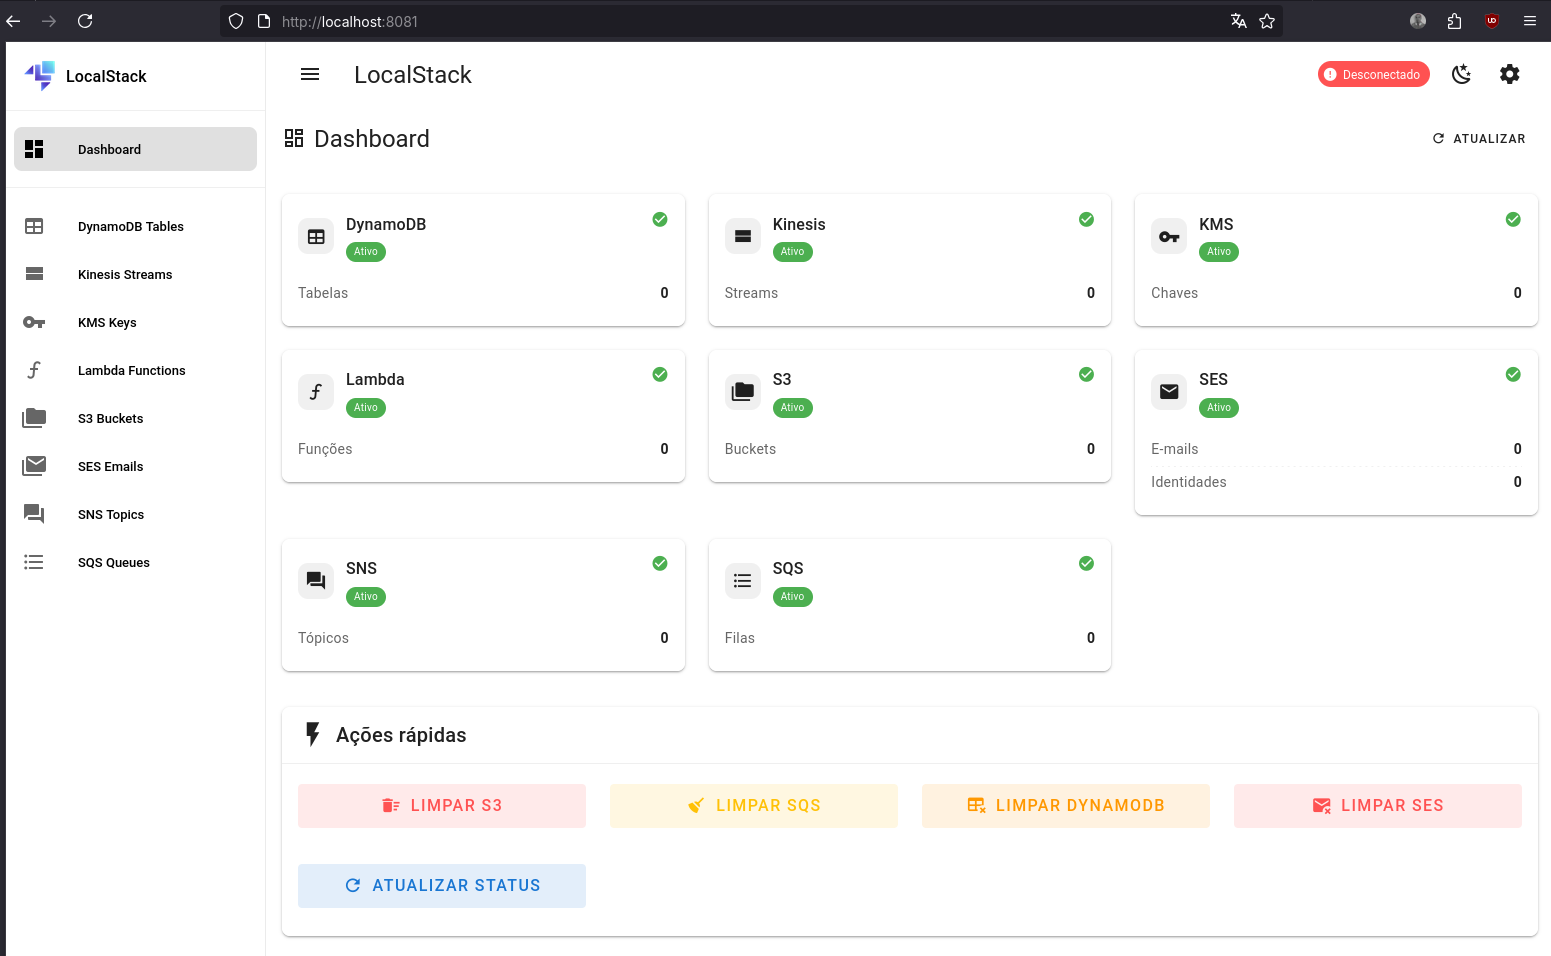 http://localhost:8081
LocalStack
LocalStack
Desconectado
Dashboard
Dashboard
ATUALIZAR
DynamoDB Tables
Kinesis Streams
KMS Keys
Lambda Functions
S3 Buckets
SES Emails
SNS Topics
SQS Queues
DynamoDB
Ativo
Tabelas 0
Kinesis
Ativo
Streams 0
KMS
Ativo
Chaves 0
Lambda
Ativo
Funções 0
S3
Ativo
Buckets 0
SES
Ativo
E-mails 0
Identidades 0
SNS
Ativo
Tópicos 0
SQS
Ativo
Filas 0
Ações rápidas
LIMPAR S3
LIMPAR SQS
LIMPAR DYNAMODB
LIMPAR SES
ATUALIZAR STATUS